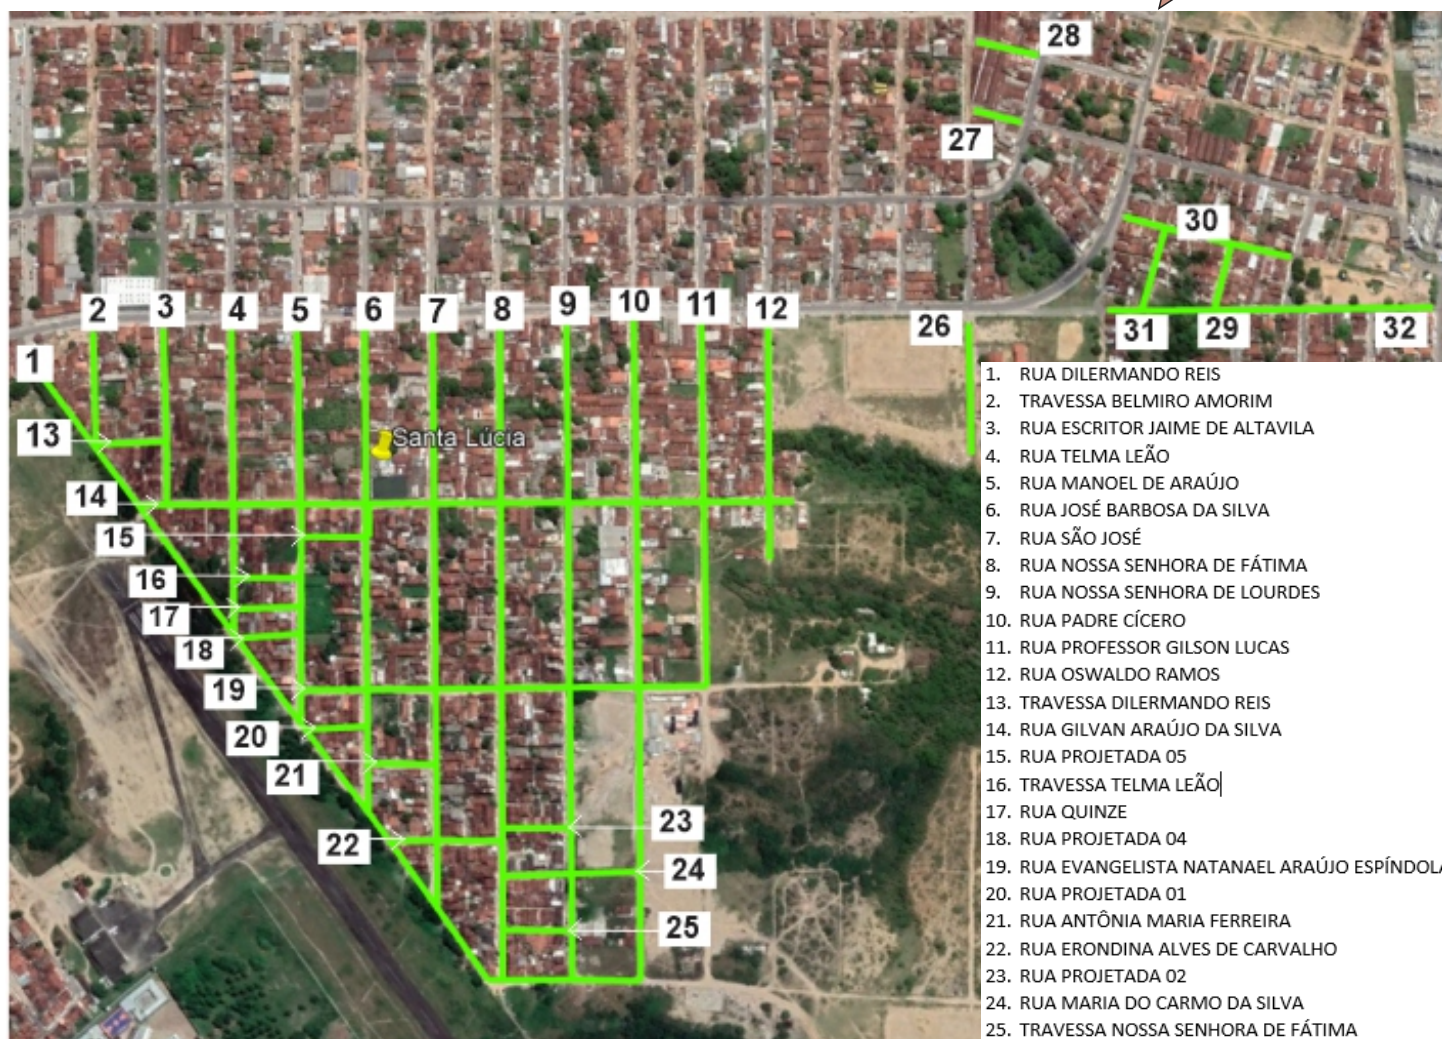 28
27
30
2
3
4
5
6
7
8
9
10
11
12
26
31
29
32
1
13
Santa Lúcia
14
15
16
17
18
19
20
21
22
23
24
25
1. RUA DILERMANDO REIS
2. TRAVESSA BELMIRO AMORIM
3. RUA ESCRITOR JAIME DE ALTAVILA
4. RUA TELMA LEÃO
5. RUA MANOEL DE ARAÚJO
6. RUA JOSÉ BARBOSA DA SILVA
7. RUA SÃO JOSÉ
8. RUA NOSSA SENHORA DE FÁTIMA
9. RUA NOSSA SENHORA DE LOURDES
10. RUA PADRE CÍCERO
11. RUA PROFESSOR GILSON LUCAS
12. RUA OSWALDO RAMOS
13. TRAVESSA DILERMANDO REIS
14. RUA GILVAN ARAÚJO DA SILVA
15. RUA PROJETADA 05
16. TRAVESSA TELMA LEÃO
17. RUA QUINZE
18. RUA PROJETADA 04
19. RUA EVANGELISTA NATANAEL ARAÚJO ESPÍNDOLA
20. RUA PROJETADA 01
21. RUA ANTÔNIA MARIA FERREIRA
22. RUA ERONDINA ALVES DE CARVALHO
23. RUA PROJETADA 02
24. RUA MARIA DO CARMO DA SILVA
25. TRAVESSA NOSSA SENHORA DE FÁTIMA